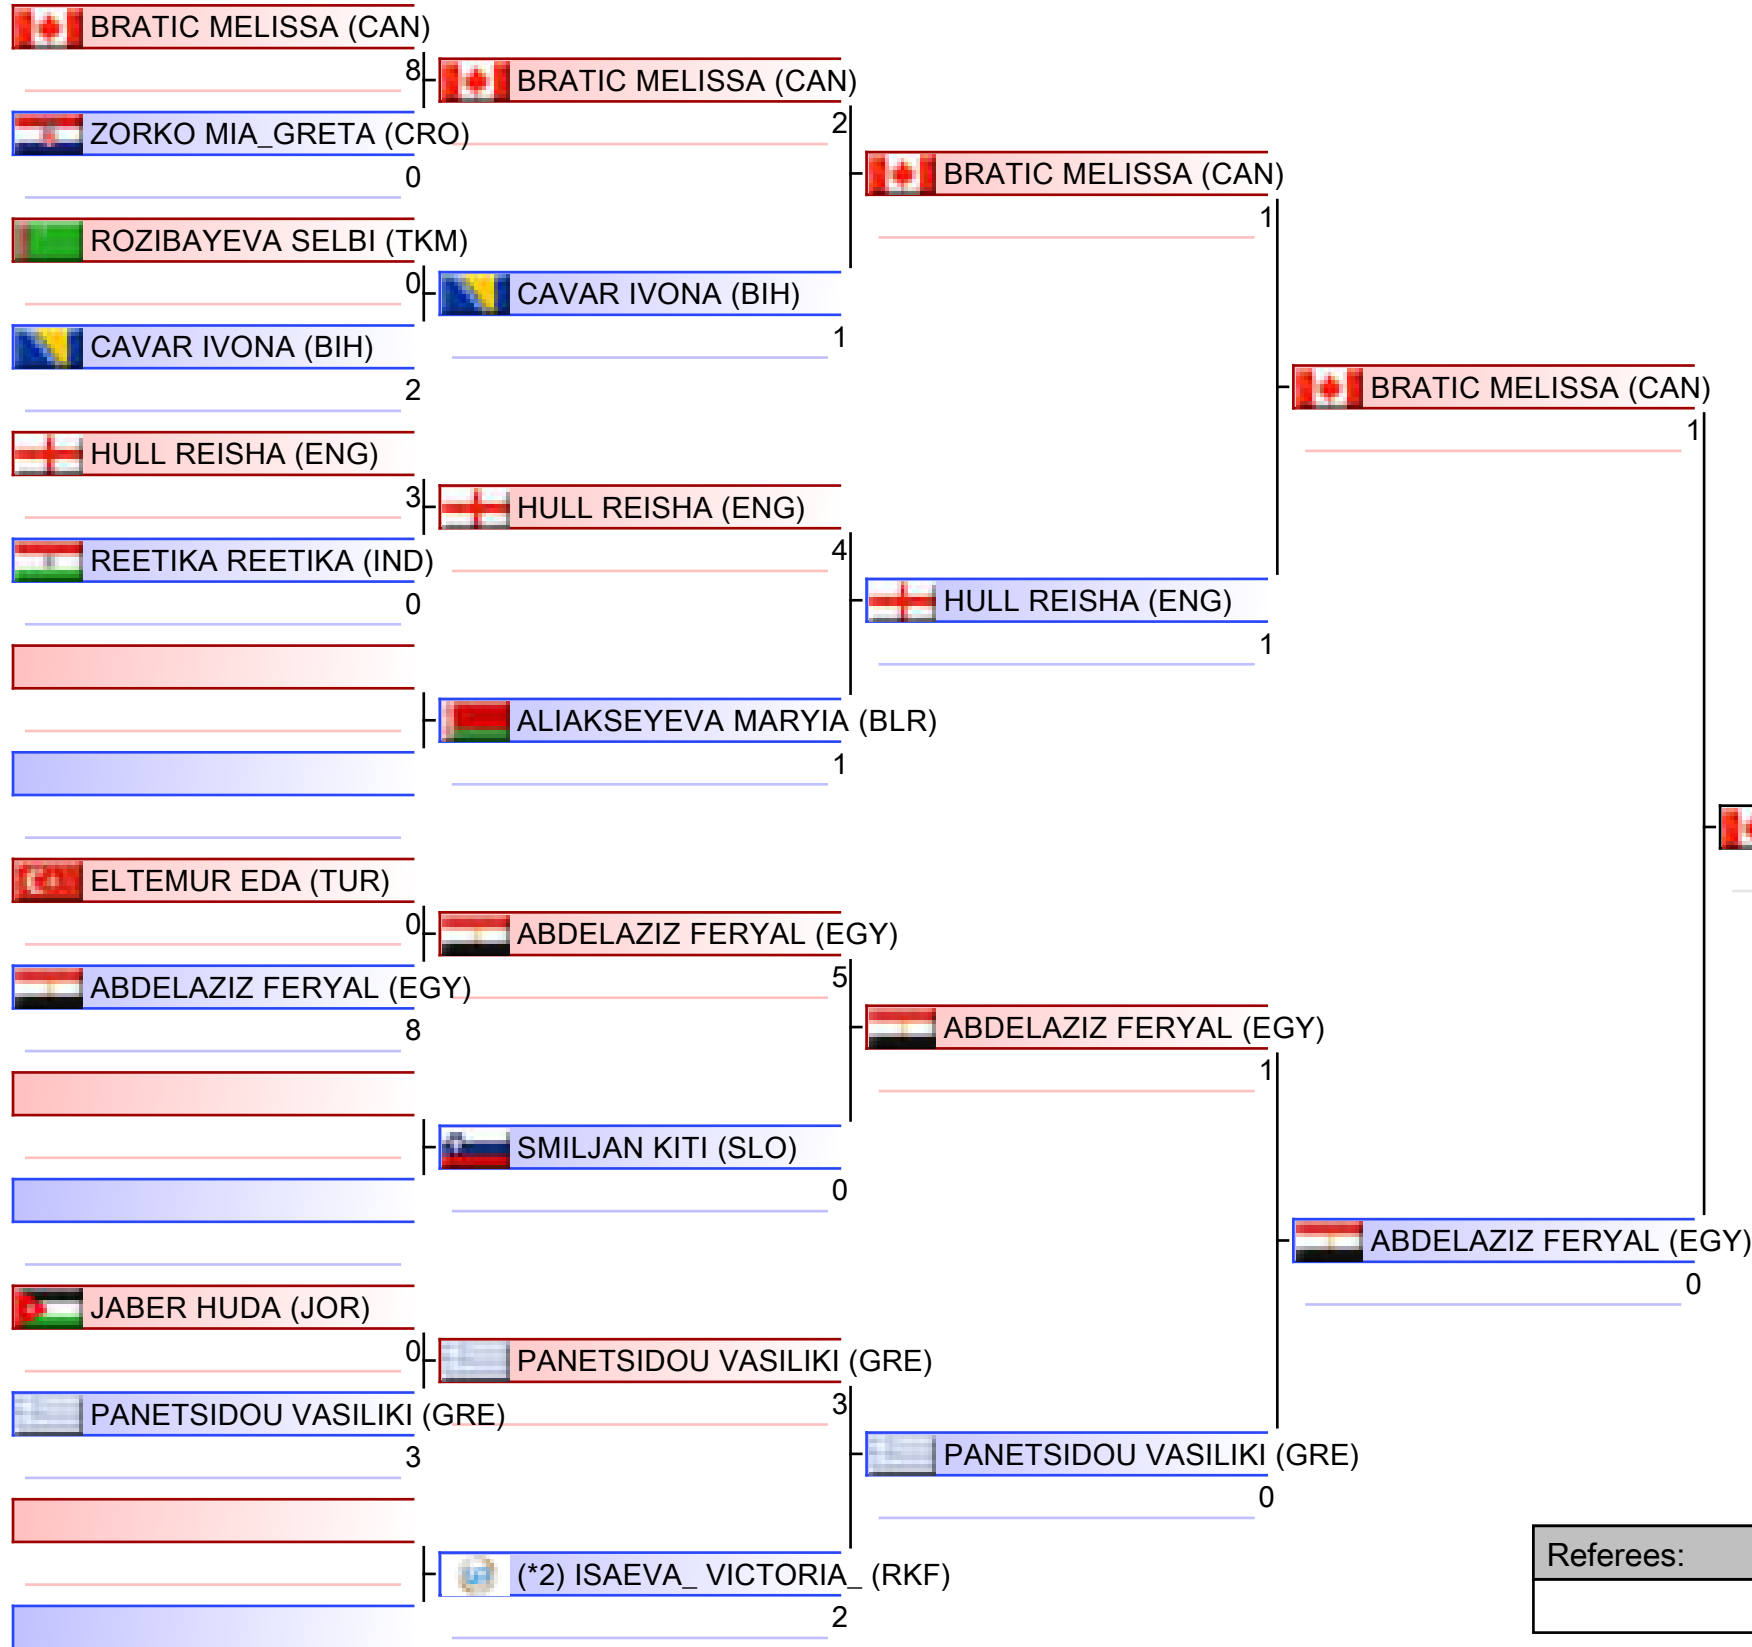 BRATIC MELISSA (CAN)
8
BRATIC MELISSA (CAN)
2
ZORKO MIA_GRETA (CRO)
0
BRATIC MELISSA (CAN)
1
ROZIBAYEVA SELBI (TKM)
0
CAVAR IVONA (BIH)
1
CAVAR IVONA (BIH)
2
BRATIC MELISSA (CAN)
1
HULL REISHA (ENG)
3
HULL REISHA (ENG)
4
REETIKA REETIKA (IND)
0
HULL REISHA (ENG)
1
ALIAKSEYEVA MARYIA (BLR)
1
ELTEMUR EDA (TUR)
0
ABDELAZIZ FERYAL (EGY)
5
ABDELAZIZ FERYAL (EGY)
8
ABDELAZIZ FERYAL (EGY)
1
SMILJAN KITI (SLO)
0
ABDELAZIZ FERYAL (EGY)
0
JABER HUDA (JOR)
0
PANETSIDOU VASILIKI (GRE)
3
PANETSIDOU VASILIKI (GRE)
3
PANETSIDOU VASILIKI (GRE)
0
(*2) ISAEVA_ VICTORIA_ (RKF)
2
Referees: